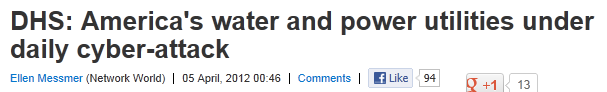 DHS: America's water and power utilities under
daily cyber-attack
Ellen Messmer (Network World) | 05 April, 2012 00:46 | Comments | f Like 94 g +1 13